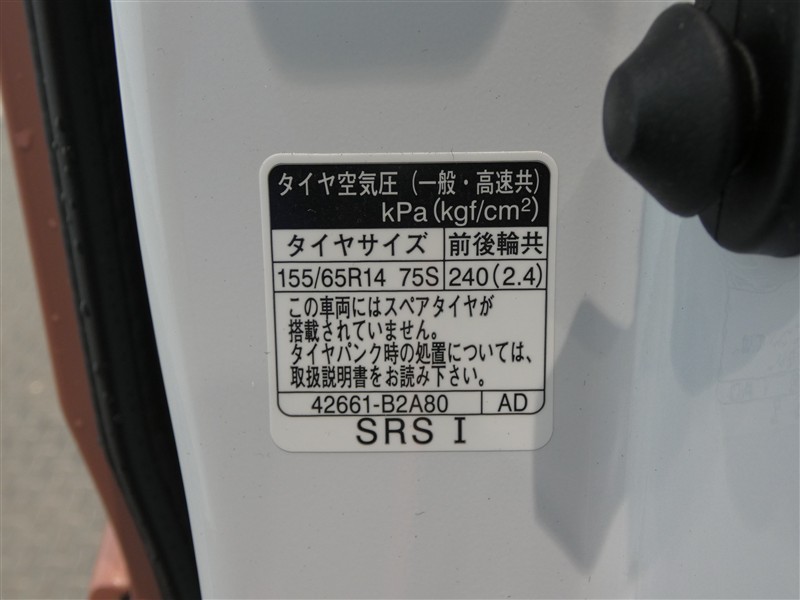 タイヤ空気圧 (一般・高速共)
kPa(kgf/cm²)
タイヤサイズ 前後輪共
155/65R14 75S 240(2.4)
この車両にはスペアタイヤが
搭載されていません。
タイヤパンク時の処置については、
取扱説明書をお読み下さい。
42661-B2A80 AD
SRS I